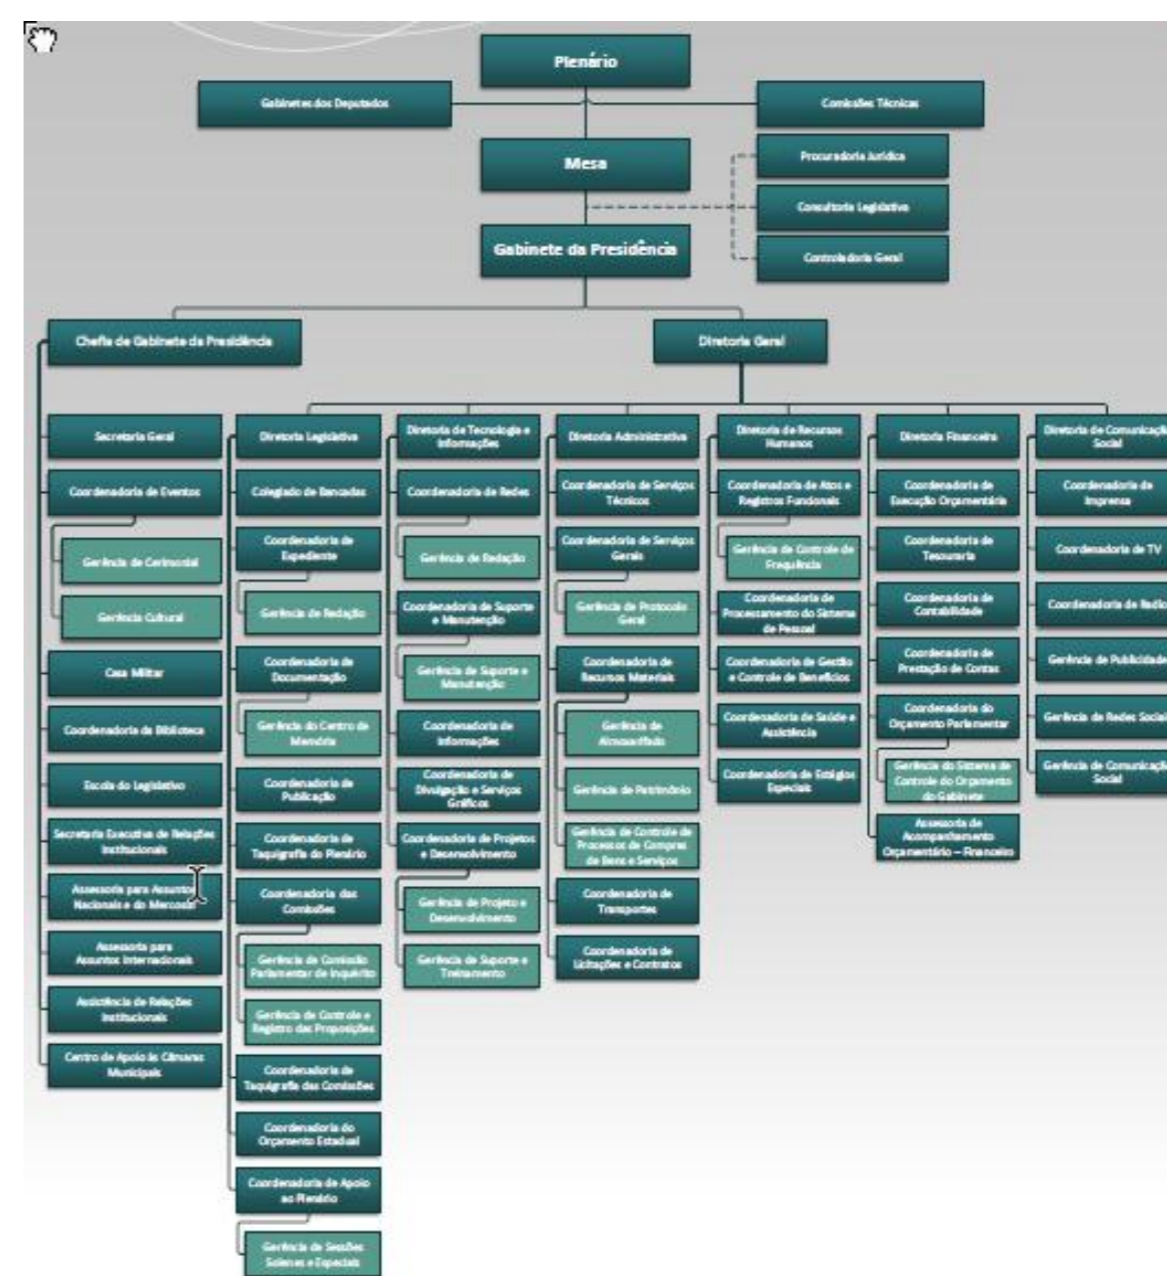 Plenário
Gabinetes dos Deputados
Comissões Técnicas
Mesa
Procuradoria Jurídica
Consultoria Legislativa
Gabinete da Presidência
Controladoria Geral
Chefia de Gabinete da Presidência
Diretoria Geral
Secretaria Geral
Coordenadoria de Eventos
Gerência de Cerimonial
Gerência Cultural
Casa Militar
Coordenadoria da Biblioteca
Escola do Legislativo
Secretaria Executiva de Relações
Institucionais
Assessoria para Assuntos
Nacionais e do Mercosul
Assessoria para
Assuntos Internacionais
Assistência de Relações
Institucionais
Centro de Apoio às Câmaras
Municipais
Diretoria Legislativa
Colegiado de Bancadas
Coordenadoria de
Expediente
Gerência de Redação
Coordenadoria de
Documentação
Gerência do Centro de
Memória
Coordenadoria de
Publicação
Coordenadoria de
Taquigrafia do Plenário
Coordenadoria das
Comissões
Gerência de Comissão
Parlamentar de Inquérito
Gerência de Controle e
Registro das Proposições
Coordenadoria de
Taquigrafia das Comissões
Coordenadoria do
Orçamento Estadual
Coordenadoria de Apoio
ao Plenário
Gerência de Sessões
Solenes e Especiais
Diretoria de Tecnologia e
Informações
Coordenadoria de Redes
Gerência de Redação
Coordenadoria de Suporte
e Manutenção
Gerência de Suporte e
Manutenção
Coordenadoria de
Informações
Coordenadoria de
Divulgação e Serviços
Gráficos
Coordenadoria de Projetos
e Desenvolvimento
Gerência de Projeto e
Desenvolvimento
Gerência de Suporte e
Treinamento
Diretoria Administrativa
Coordenadoria de Serviços
Técnicos
Coordenadoria de Serviços
Gerais
Gerência de Protocolo
Geral
Coordenadoria de
Recursos Materiais
Gerência de
Almoxarifado
Gerência de Patrimônio
Gerência de Controle de
Processos de Compras
de Bens e Serviços
Coordenadoria de
Transportes
Coordenadoria de
Licitações e Contratos
Diretoria de Recursos
Humanos
Coordenadoria de Atos e
Registros Funcionais
Gerência de Controle de
Frequência
Coordenadoria de
Processamento do Sistema
de Pessoal
Coordenadoria de Gestão
e Controle de Benefícios
Coordenadoria de Saúde e
Assistência
Coordenadoria de Estágios
Especiais
Diretoria Financeira
Coordenadoria de
Execução Orçamentária
Coordenadoria de
Tesouraria
Coordenadoria de
Contabilidade
Coordenadoria de
Prestação de Contas
Coordenadoria do
Orçamento Parlamentar
Gerência do Sistema de
Controle do Orçamento
do Gabinete
Assessoria de
Acompanhamento
Orçamentário – Financeiro
Diretoria de Comunicação
Social
Coordenadoria de
Imprensa
Coordenadoria de TV
Coordenadoria de Rádio
Gerência de Publicidade
Gerência de Redes Sociai
Gerência de Comunicação
Social